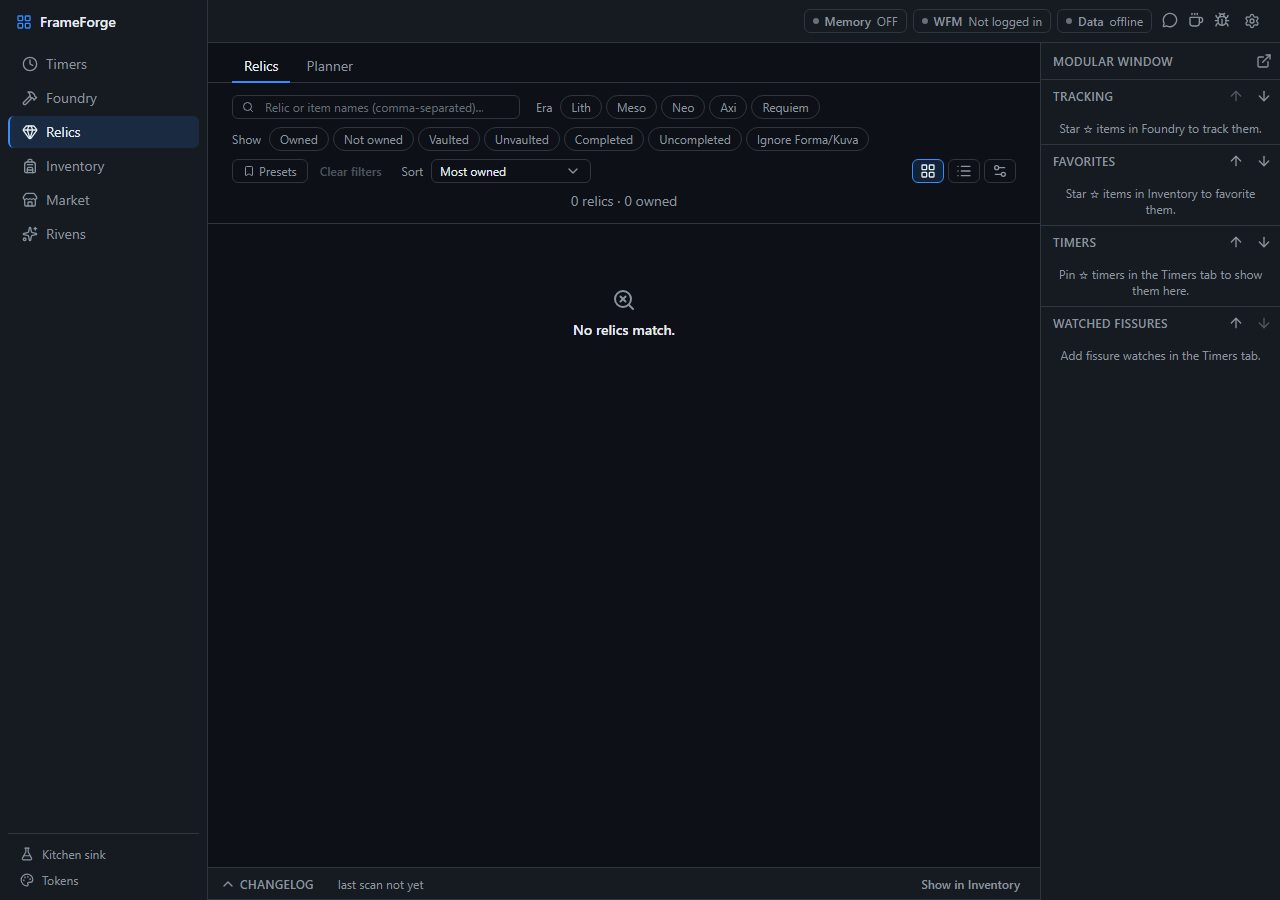 FrameForge
Memory OFF
WFM Not logged in
Data offline
Timers
Foundry
Relics
Inventory
Market
Rivens
Kitchen sink
Tokens
Relics Planner
Relic or item names (comma-separated)...
Era Lith Meso Neo Axi Requiem
Show Owned Not owned Vaulted Unvaulted Completed Uncompleted Ignore Forma/Kuva
Presets Clear filters Sort Most owned
0 relics · 0 owned
No relics match.
CHANGELOG last scan not yet Show in Inventory
MODULAR WINDOW
TRACKING
Star ☆ items in Foundry to track them.
FAVORITES
Star ☆ items in Inventory to favorite
them.
TIMERS
Pin ☆ timers in the Timers tab to show
them here.
WATCHED FISSURES
Add fissure watches in the Timers tab.